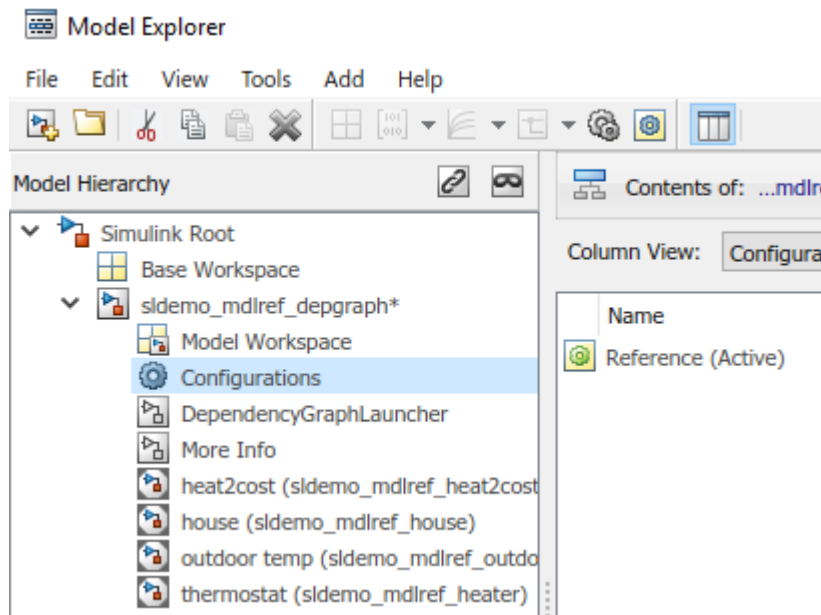 Model Explorer
File Edit View Tools Add Help
Model Hierarchy
Contents of: ...mdlre
Simulink Root
Column View: Configura
Base Workspace
sldemo_mdlref_depgraph*
Name
Model Workspace
Reference (Active)
Configurations
DependencyGraphLauncher
More Info
heat2cost (sldemo_mdlref_heat2cost
house (sldemo_mdlref_house)
outdoor temp (sldemo_mdlref_outdo
thermostat (sldemo_mdlref_heater)